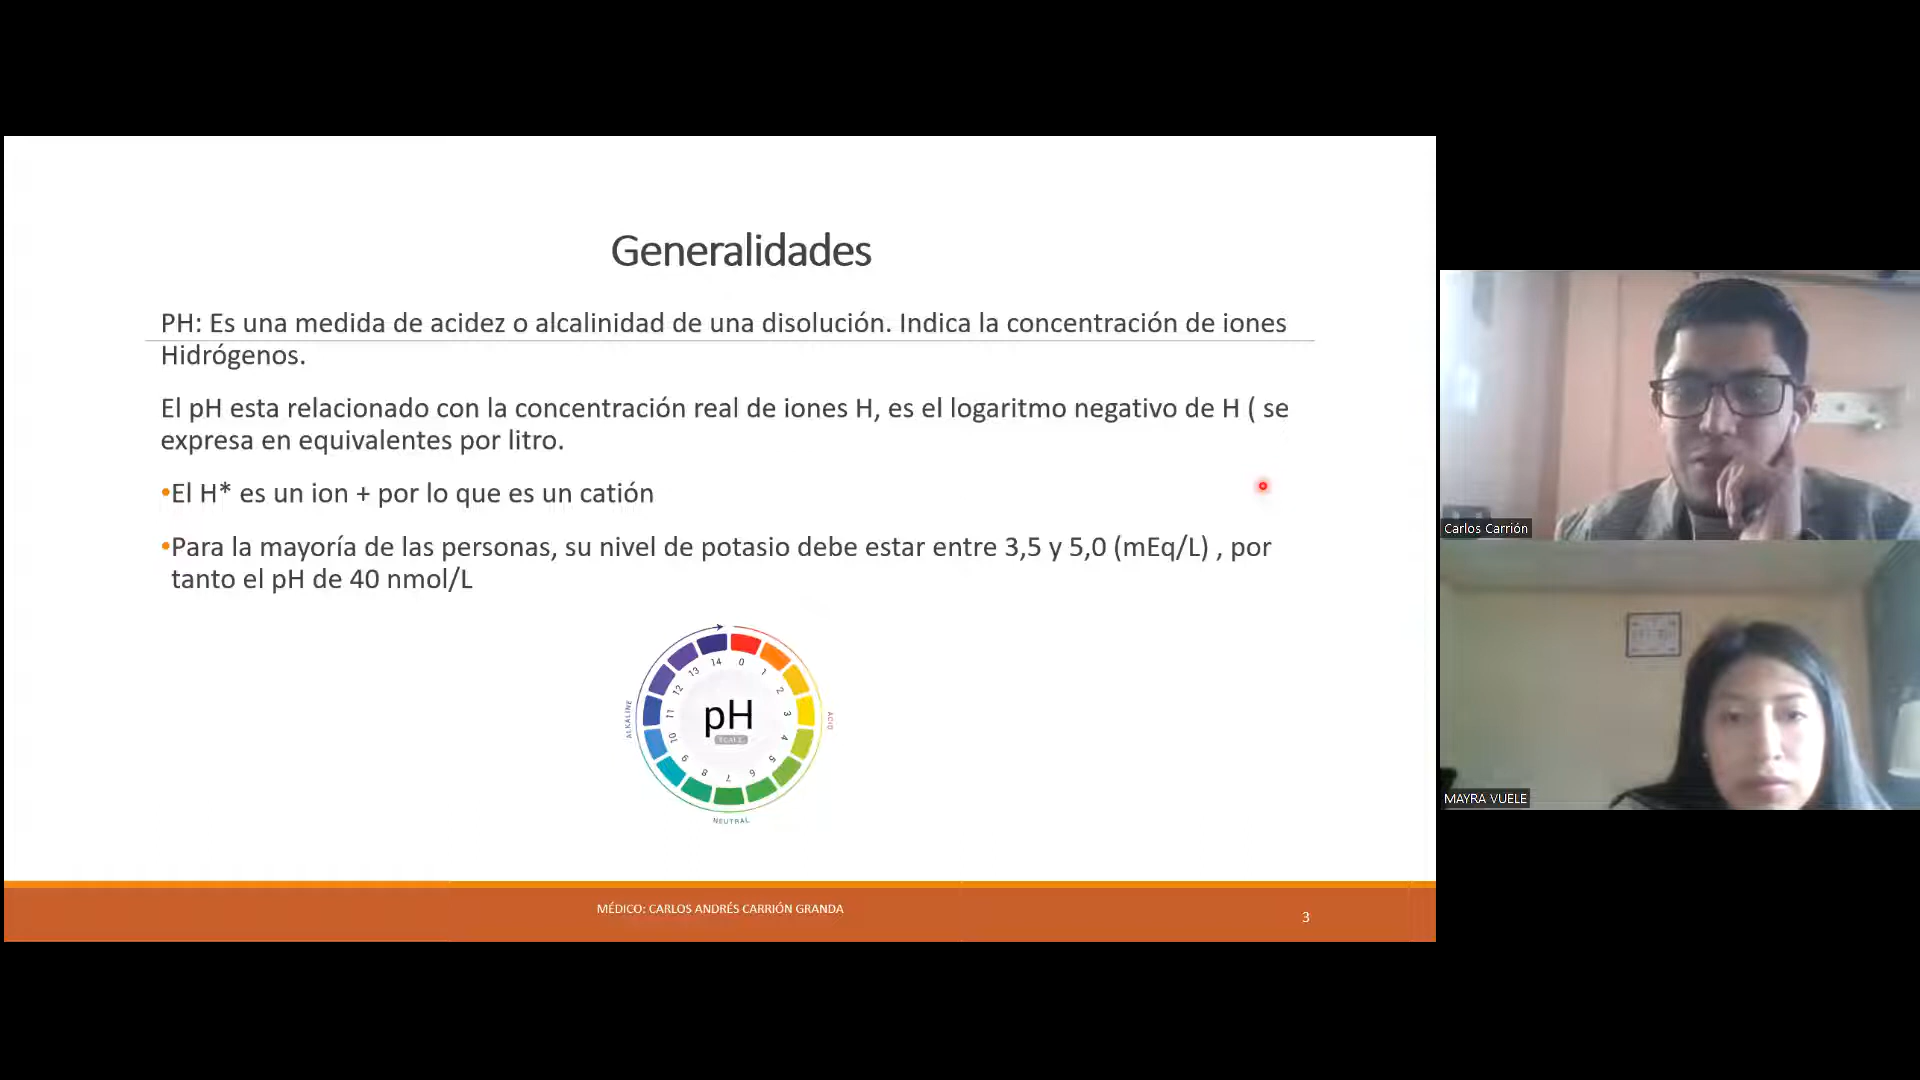 Generalidades
PH: Es una medida de acidez o alcalinidad de una disolución. Indica la concentración de iones
Hidrógenos.
El pH esta relacionado con la concentración real de iones H, es el logaritmo negativo de H ( se
expresa en equivalentes por litro.
•El H* es un ion + por lo que es un catión
•Para la mayoría de las personas, su nivel de potasio debe estar entre 3,5 y 5,0 (mEq/L) , por
tanto el pH de 40 nmol/L
14 0
13 1
12 2
11 3
10 4
9 5
8 7 6
pH
ALKALINE
ACID
NEUTRAL
MÉDICO: CARLOS ANDRÉS CARRIÓN GRANDA
3
Carlos Carrión
MAYRA VUELE